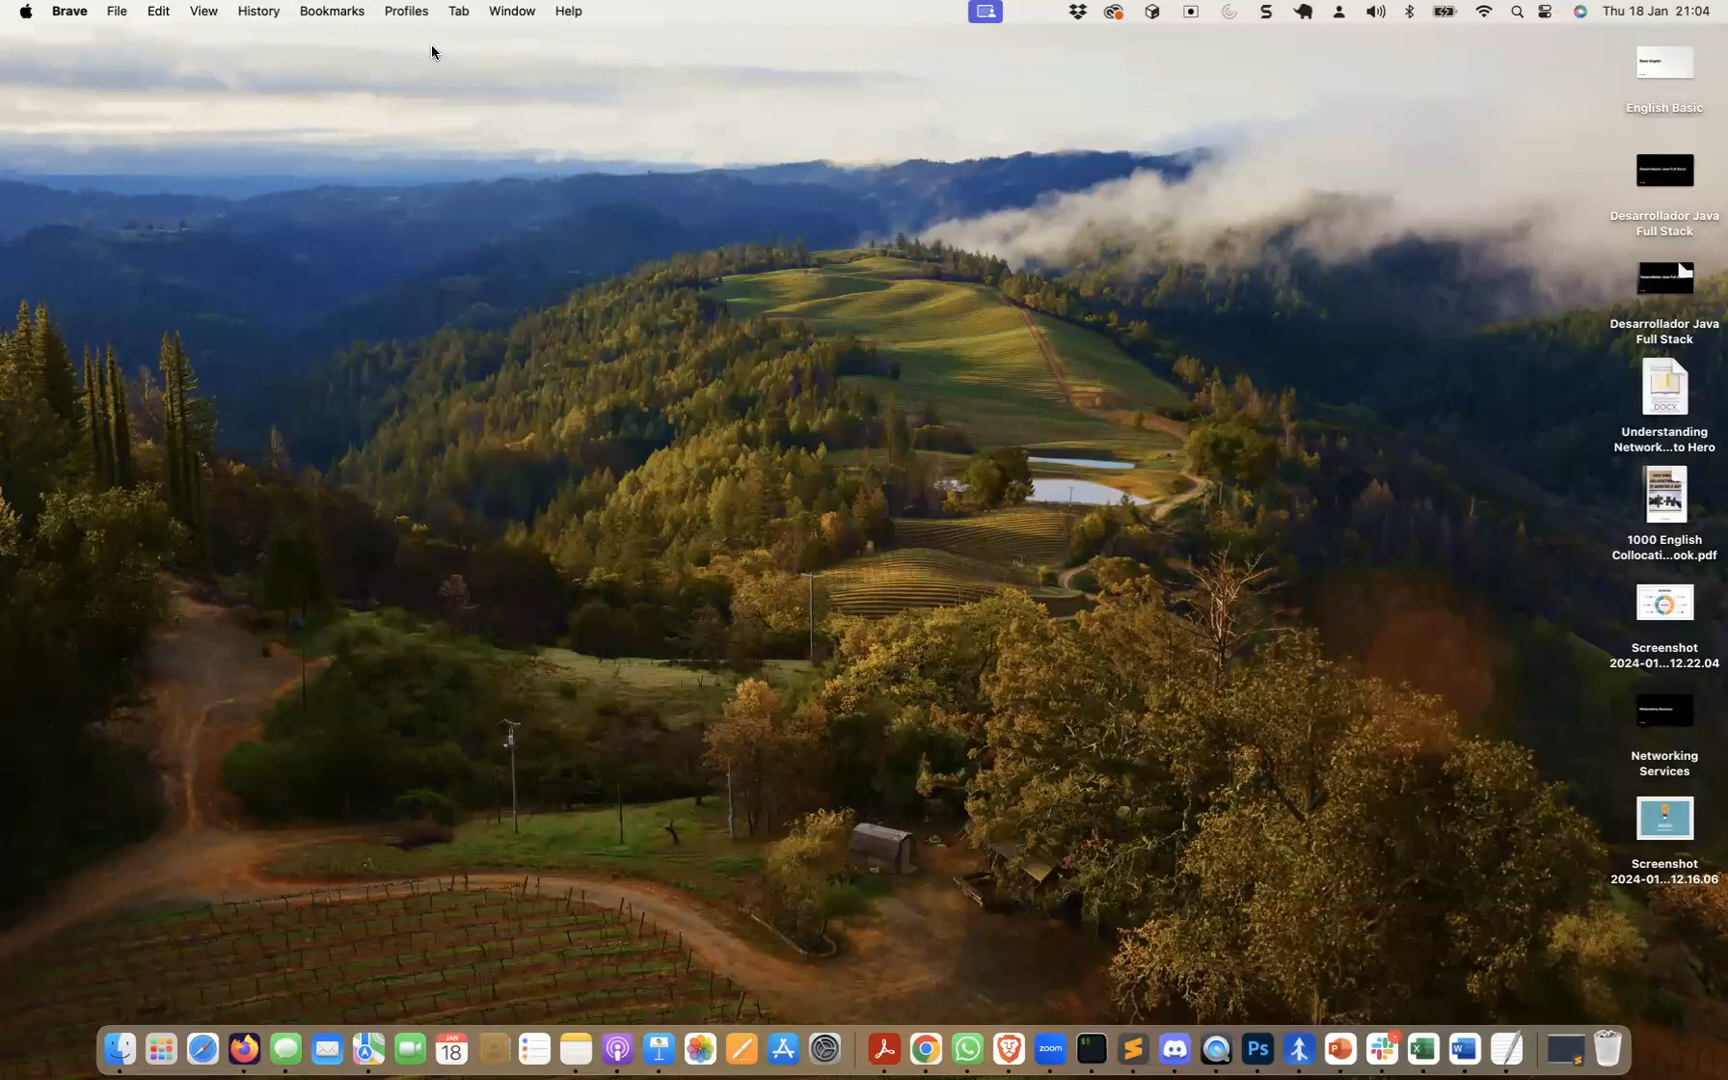 Brave File Edit View History Bookmarks Profiles Tab Window Help Thu 18 Jan 21:04
English Basic
Desarrollador Java
Full Stack
Desarrollador Java
Full Stack
DOCX
Understanding
Network...to Hero
1000 English
Collocati...ook.pdf
Screenshot
2024-01...12.22.04
Networking
Services
Screenshot
2024-01...12.16.06
JAN
18
zoom
Ps